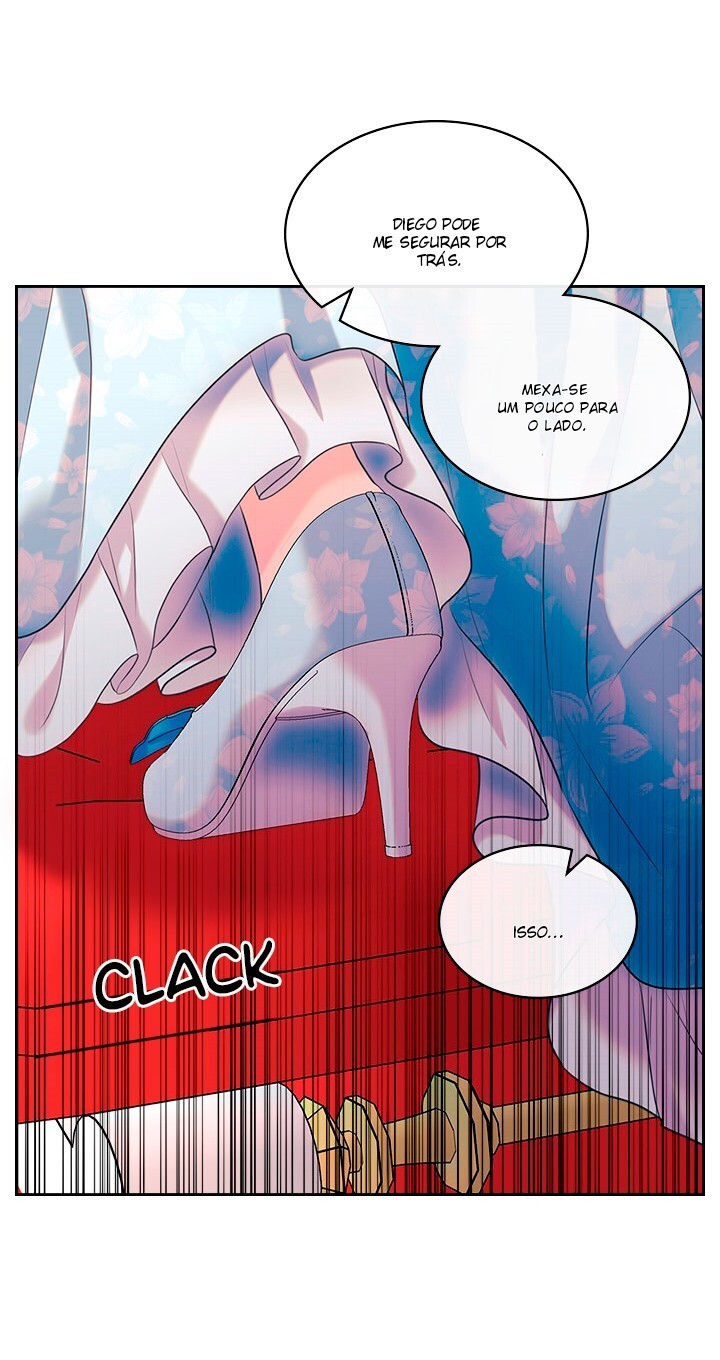 DIEGO PODE
ME SEGURAR POR
TRÁS.
MEXA-SE
UM POUCO PARA
O LADO.
ISSO...
CLACK